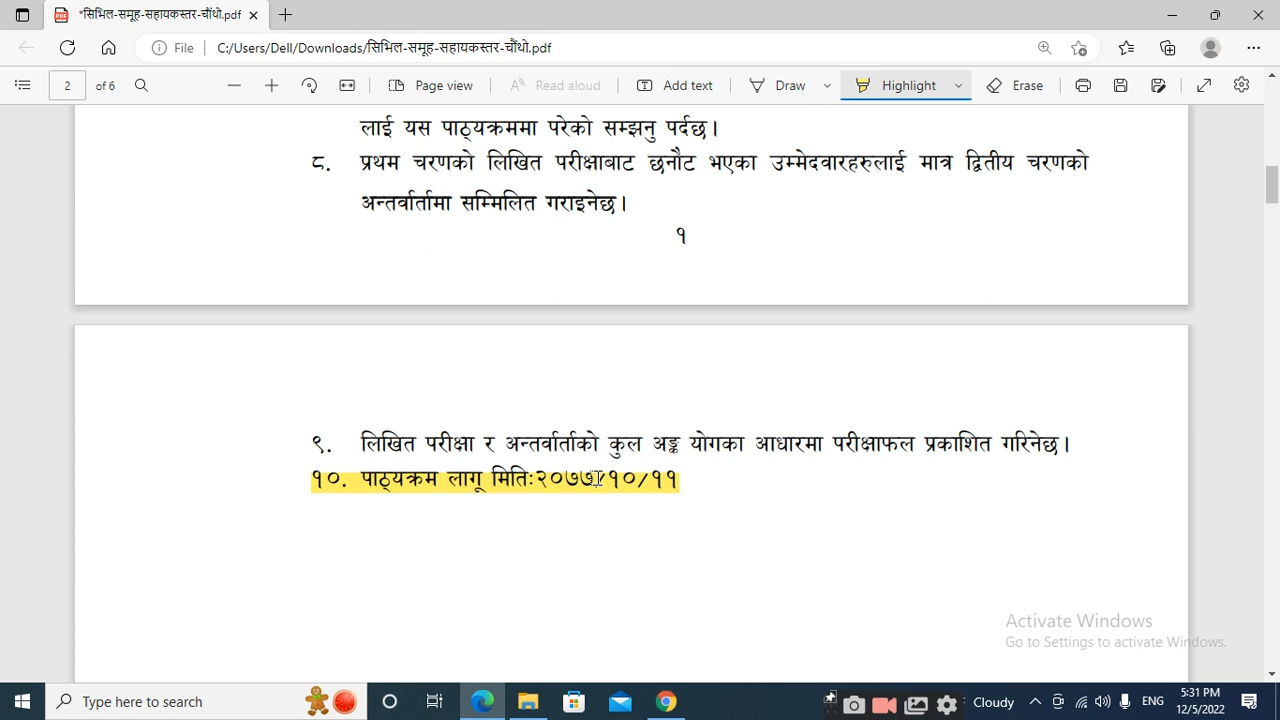 *सिभिल-समूह-सहायकस्तर-चौंथो.pdf
File C:/Users/Dell/Downloads/सिभिल-समूह-सहायकस्तर-चौंथो.pdf
2 of 6 Page view Read aloud Add text Draw Highlight Erase
लाई यस पाठ्यक्रममा परेको सम्झनु पर्दछ।
८. प्रथम चरणको लिखित परीक्षाबाट छनौट भएका उम्मेदवारहरुलाई मात्र द्वितीय चरणको
अन्तर्वार्तामा सम्मिलित गराइनेछ।
१
९. लिखित परीक्षा र अन्तर्वार्ताको कुल अङ्क योगका आधारमा परीक्षाफल प्रकाशित गरिनेछ।
१०. पाठ्यक्रम लागू मितिः२०७७/१०/११
Activate Windows
Go to Settings to activate Windows.
Type here to search Cloudy ENG 5:31 PM
12/5/2022